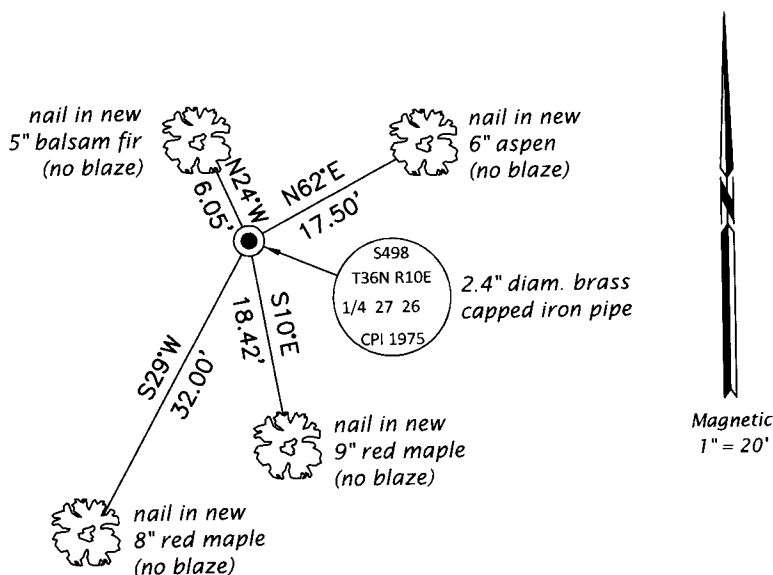 nail in new
5" balsam fir
(no blaze)
nail in new
6" aspen
(no blaze)
N24°W
6.05'
N62°E
17.50'
S498
T36N R10E
1/4 27 26
CPI 1975
2.4" diam. brass
capped iron pipe
S10°E
18.42'
S29°W
32.00'
nail in new
9" red maple
(no blaze)
nail in new
8" red maple
(no blaze)
N
Magnetic
1" = 20'